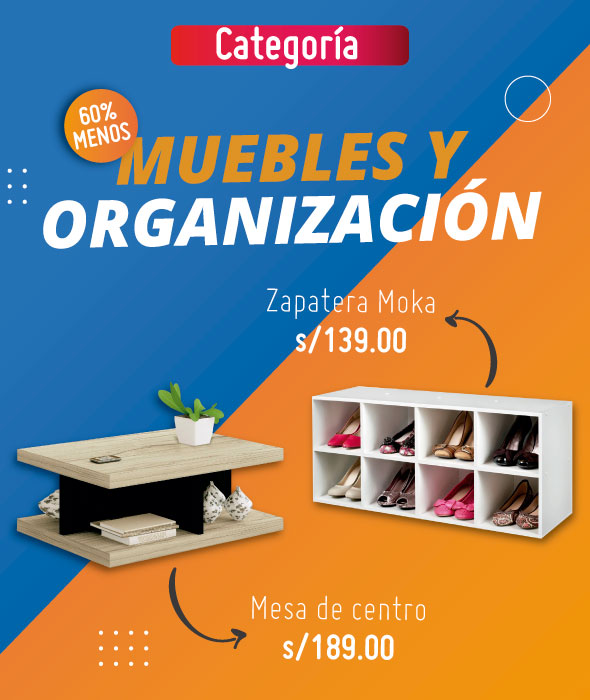 Categoría
60%
MENOS
MUEBLES Y
ORGANIZACIÓN
Zapatera Moka
s/139.00
Mesa de centro
s/189.00